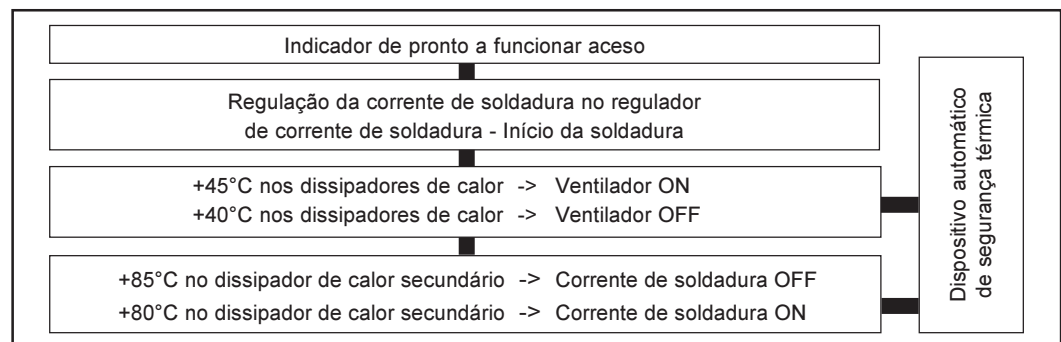 Indicador de pronto a funcionar aceso
Regulação da corrente de soldadura no regulador
de corrente de soldadura - Início da soldadura
+45°C nos dissipadores de calor -> Ventilador ON
+40°C nos dissipadores de calor -> Ventilador OFF
+85°C no dissipador de calor secundário -> Corrente de soldadura OFF
+80°C no dissipador de calor secundário -> Corrente de soldadura ON
Dispositivo automático
de segurança térmica